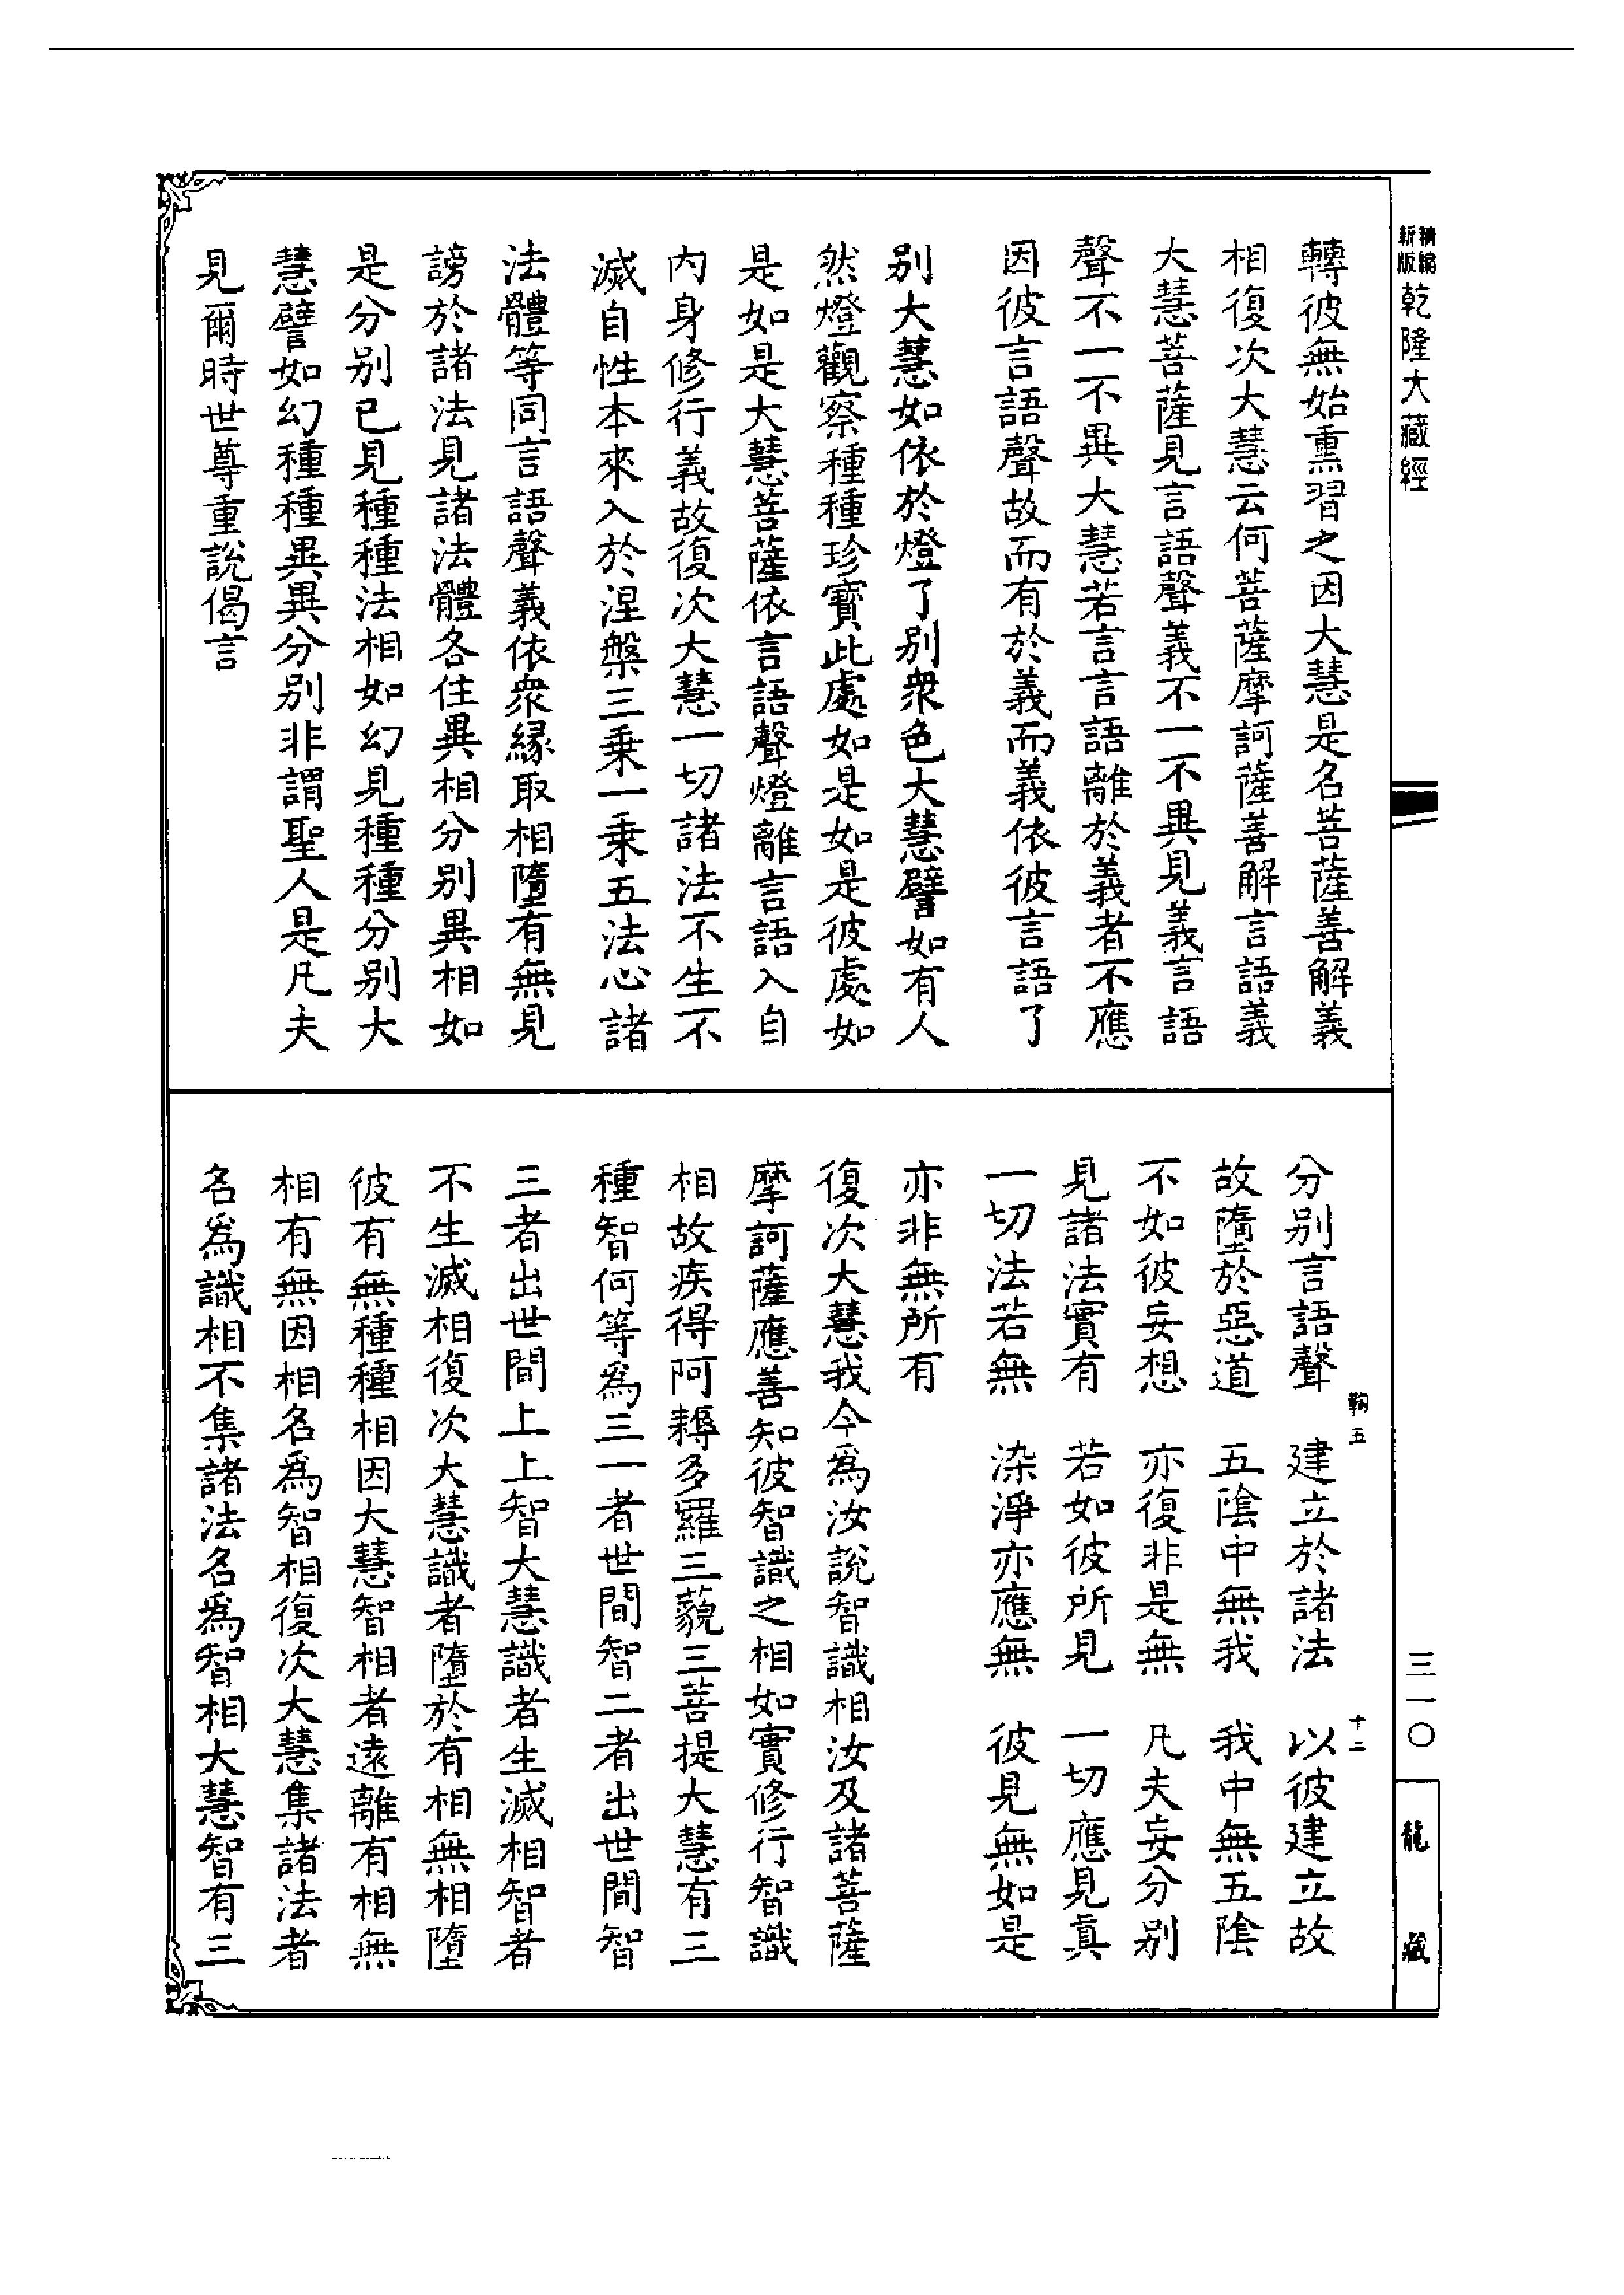 精編新版乾隆大藏經
轉彼無始熏習之因大慧是名菩薩善解義
相復次大慧云何菩薩摩訶薩善解言語義
大慧菩薩見言語聲義不一不異見義言語
聲不一不異大慧若言言語離於義者不應
因彼言語聲故而有於義而義依彼言語了
別大慧如依於燈了別衆色大慧譬如有人
然燈觀察種種珍寶此處如是如是彼處如
是如是大慧菩薩依言語聲燈離言語入自
內身修行義故復次大慧一切諸法不生不
滅自性本來入於涅槃三乘一乘五法心諸
法體等同言語聲義依衆緣取相墮有無見
謗於諸法見諸法體各住異相分別異相如
是分別已見種種法相如幻見種種分別大
慧譬如幻種種異異分別非謂聖人是凡夫
見爾時世尊重說偈言
分別言語聲　建立於諸法　以彼建立故
故墮於惡道　五陰中無我　我中無五陰
不如彼妄想　亦復非是無　凡夫妄分別
見諸法實有　若如彼所見　一切應見眞
一切法若無　染淨亦應無　彼見無如是
亦非無所有
復次大慧我今爲汝說智識相汝及諸菩薩
摩訶薩應善知彼智識之相如實修行智識
相故疾得阿耨多羅三藐三菩提大慧有三
種智何等爲三一者世間智二者出世間智
三者出世間上上智大慧識者生滅相智者
不生滅相復次大慧識者墮於有相無相墮
彼有無種種相因大慧智相者遠離有相無
相有無因相名爲智相復次大慧集諸法者
名爲識相不集諸法名爲智相大慧智有三
鞠五
十二
三一〇
龍藏